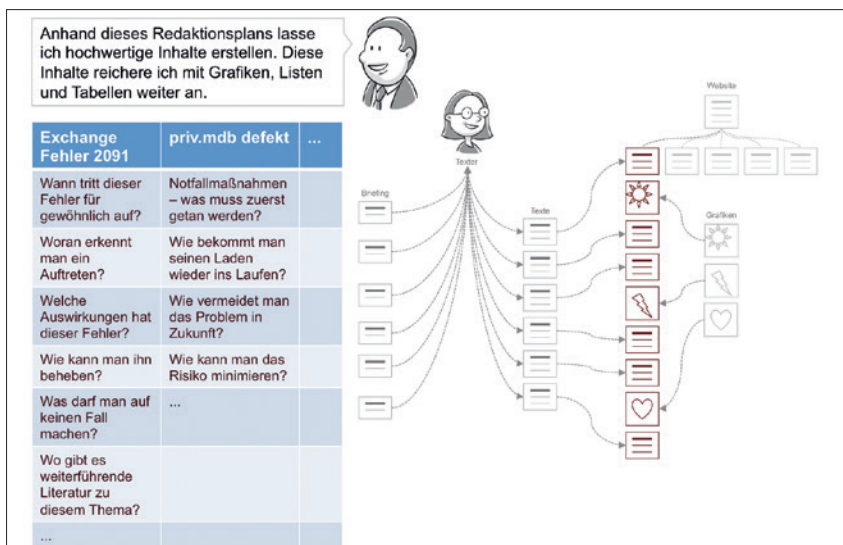 Anhand dieses Redaktionsplans lasse
ich hochwertige Inhalte erstellen. Diese
Inhalte reichere ich mit Grafiken, Listen
und Tabellen weiter an.
Exchange
Fehler 2091
priv.mdb defekt
...
Wann tritt dieser
Fehler für
gewöhnlich auf?
Notfallmaßnahmen
– was muss zuerst
getan werden?
Woran erkennt
man ein
Auftreten?
Wie bekommt man
seinen Laden
wieder ins Laufen?
Welche
Auswirkungen hat
dieser Fehler?
Wie vermeidet man
das Problem in
Zukunft?
Wie kann man ihn
beheben?
Wie kann man das
Risiko minimieren?
Was darf man auf
keinen Fall
machen?
...
Wo gibt es
weiterführende
Literatur zu
diesem Thema?
...
Briefing
Texter
Texte
Website
Grafiken